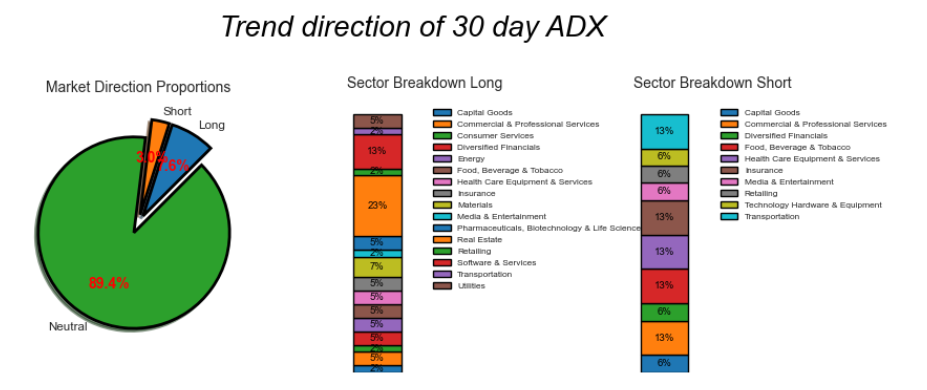 Trend direction of 30 day ADX
Market Direction Proportions
Short
Long
3.0%
7.6%
89.4%
Neutral
Sector Breakdown Long
5%
2%
13%
2%
23%
5%
2%
7%
5%
5%
5%
5%
5%
2%
5%
2%
Capital Goods
Commercial & Professional Services
Consumer Services
Diversified Financials
Energy
Food, Beverage & Tobacco
Health Care Equipment & Services
Insurance
Materials
Media & Entertainment
Pharmaceuticals, Biotechnology & Life Science
Real Estate
Retailing
Software & Services
Transportation
Utilities
Sector Breakdown Short
13%
6%
6%
6%
13%
13%
13%
6%
13%
6%
Capital Goods
Commercial & Professional Services
Diversified Financials
Food, Beverage & Tobacco
Health Care Equipment & Services
Insurance
Media & Entertainment
Retailing
Technology Hardware & Equipment
Transportation